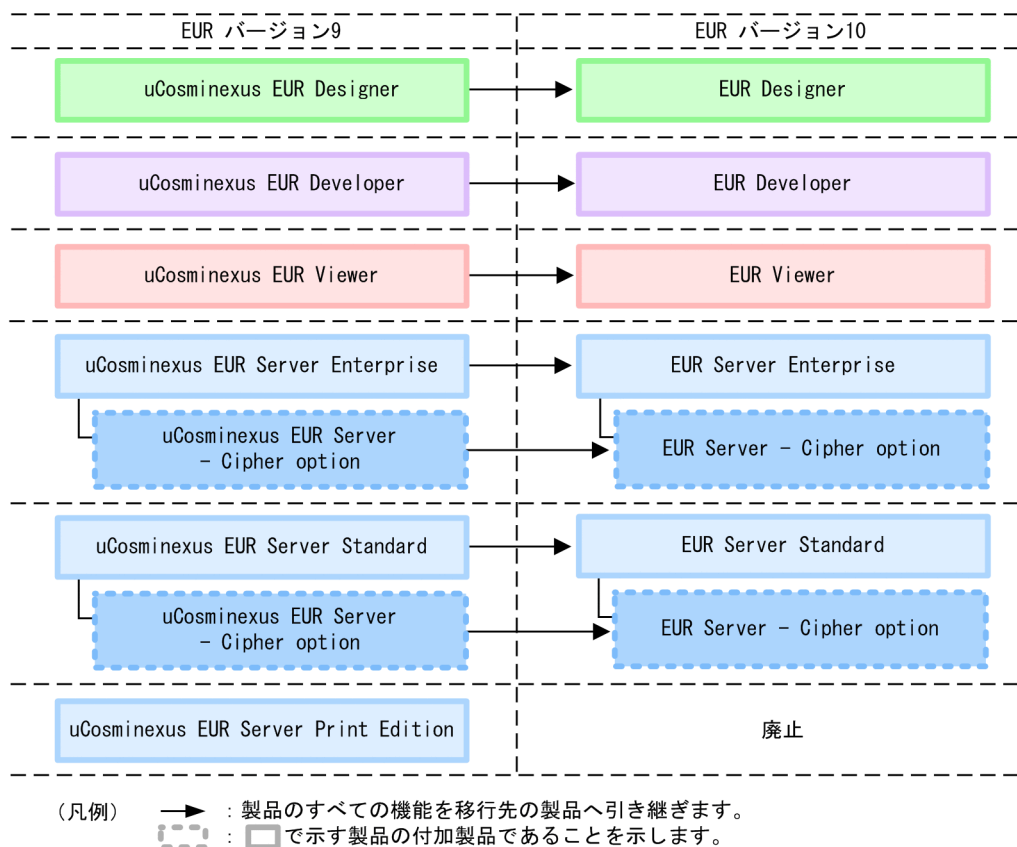 EUR バージョン9
EUR バージョン10
uCosminexus EUR Designer
EUR Designer
uCosminexus EUR Developer
EUR Developer
uCosminexus EUR Viewer
EUR Viewer
uCosminexus EUR Server Enterprise
EUR Server Enterprise
uCosminexus EUR Server
- Cipher option
EUR Server - Cipher option
uCosminexus EUR Server Standard
EUR Server Standard
uCosminexus EUR Server
- Cipher option
EUR Server - Cipher option
uCosminexus EUR Server Print Edition
廃止
(凡例) : 製品のすべての機能を移行先の製品へ引き継ぎます。
: で示す製品の付加製品であることを示します。